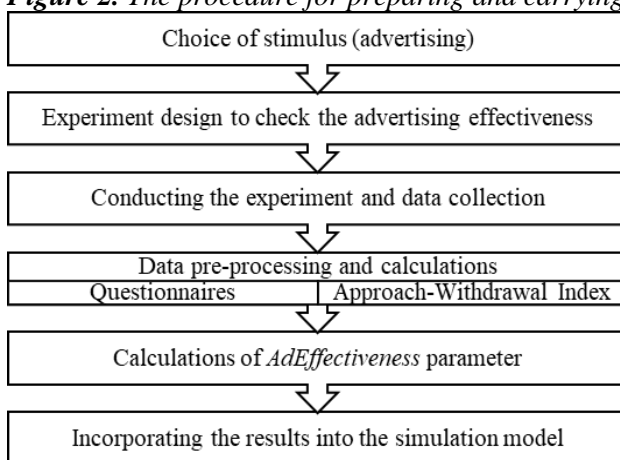 Figure 2. The procedure for preparing and carrying
Choice of stimulus (advertising)
Experiment design to check the advertising effectiveness
Conducting the experiment and data collection
Data pre-processing and calculations
Questionnaires
Approach-Withdrawal Index
Calculations of AdEffectiveness parameter
Incorporating the results into the simulation model